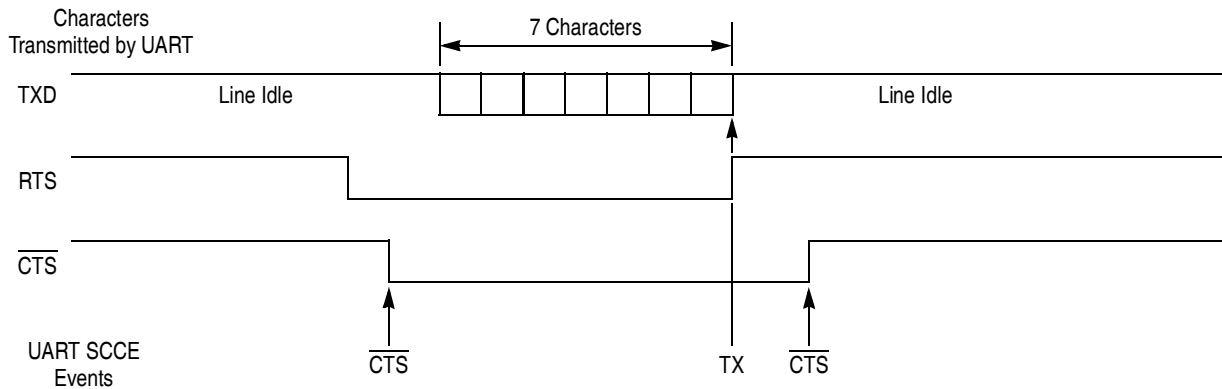 Characters
Transmitted by UART
7 Characters
TXD
Line Idle
Line Idle
RTS
CTS
UART SCCE
Events
CTS
TX
CTS